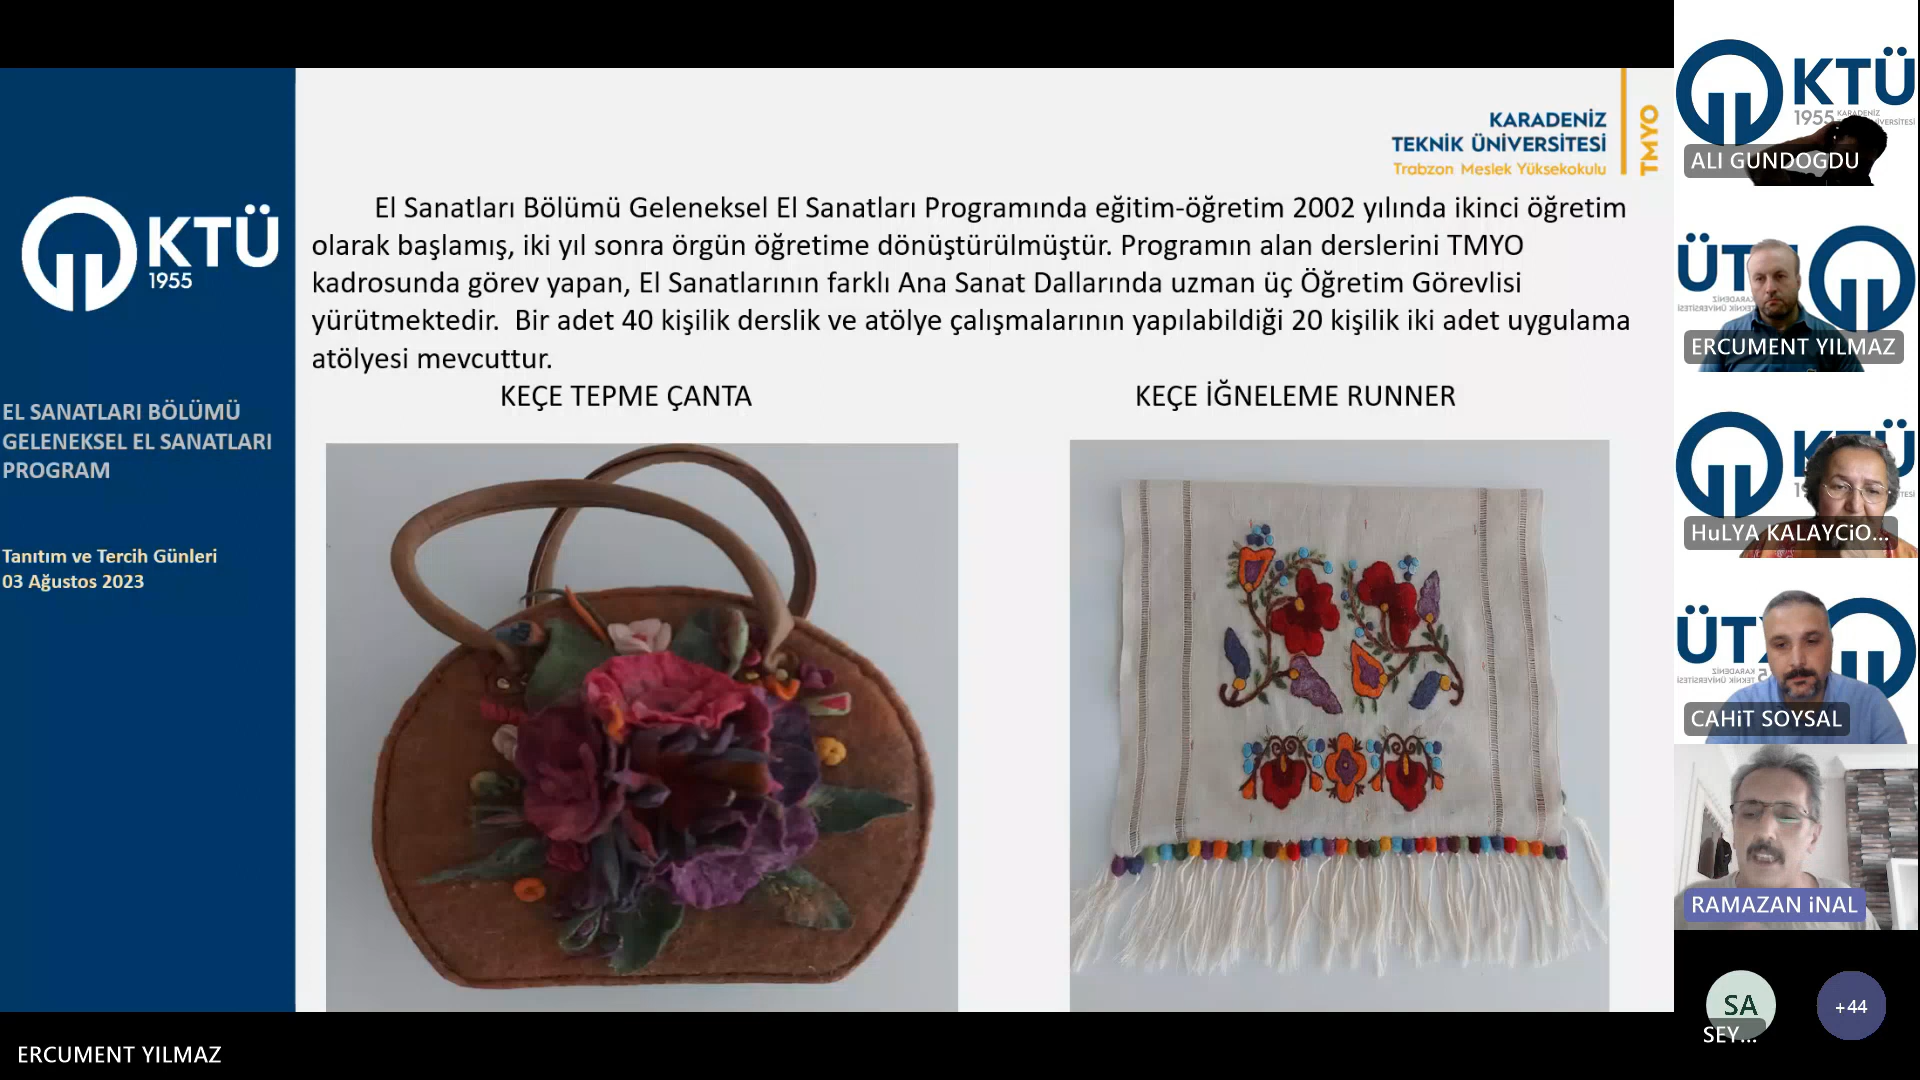 KTÜ
1955
EL SANATLARI BÖLÜMÜ
GELENEKSEL EL SANATLARI
PROGRAM
Tanıtım ve Tercih Günleri
03 Ağustos 2023
KARADENİZ
TEKNİK ÜNİVERSİTESİ
Trabzon Meslek Yüksekokulu
TMYO
El Sanatları Bölümü Geleneksel El Sanatları Programında eğitim-öğretim 2002 yılında ikinci öğretim
olarak başlamış, iki yıl sonra örgün öğretime dönüştürülmüştür. Programın alan derslerini TMYO
kadrosunda görev yapan, El Sanatlarının farklı Ana Sanat Dallarında uzman üç Öğretim Görevlisi
yürütmektedir. Bir adet 40 kişilik derslik ve atölye çalışmalarının yapılabildiği 20 kişilik iki adet uygulama
atölyesi mevcuttur.
KEÇE TEPME ÇANTA
KEÇE İĞNELEME RUNNER
KTÜ
1955
ALI GUNDOGDU
ERCUMENT YILMAZ
HuLYA KALAYCiO...
CAHiT SOYSAL
RAMAZAN iNAL
SA
SEY...
+44
ERCUMENT YILMAZ